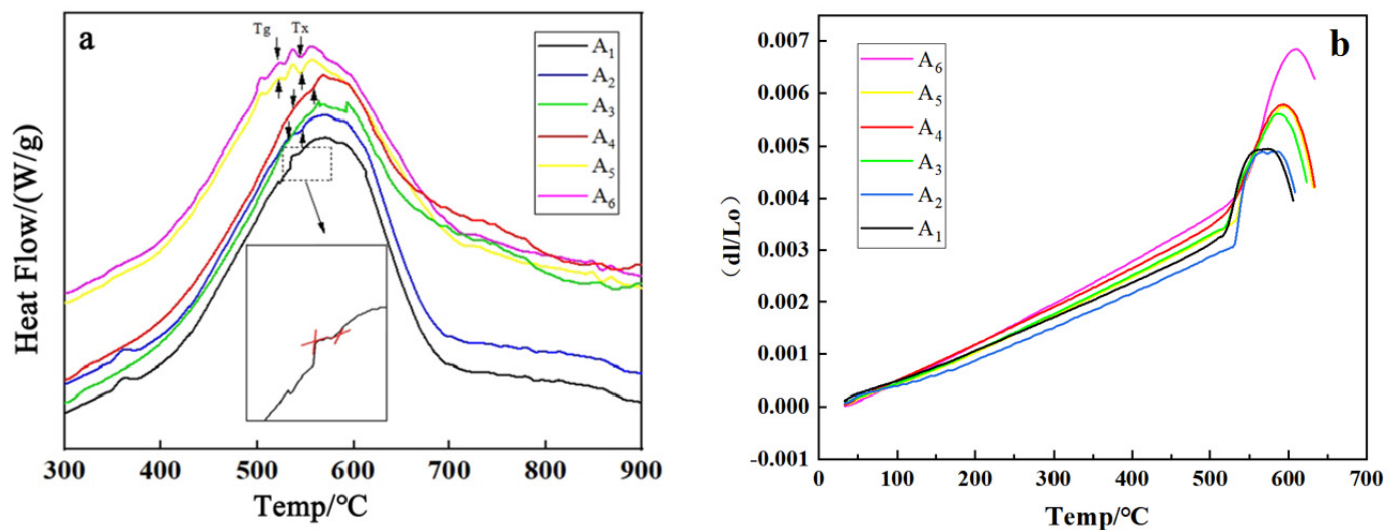 a
Tg
Tx
A1
A2
A3
A4
A5
A6
Heat Flow/(W/g)
300
400
500
600
700
800
900
Temp/°C
b
0.007
0.006
0.005
0.004
0.003
0.002
0.001
0.000
-0.001
(dl/Lo)
A6
A5
A4
A3
A2
A1
0
100
200
300
400
500
600
700
Temp/°C